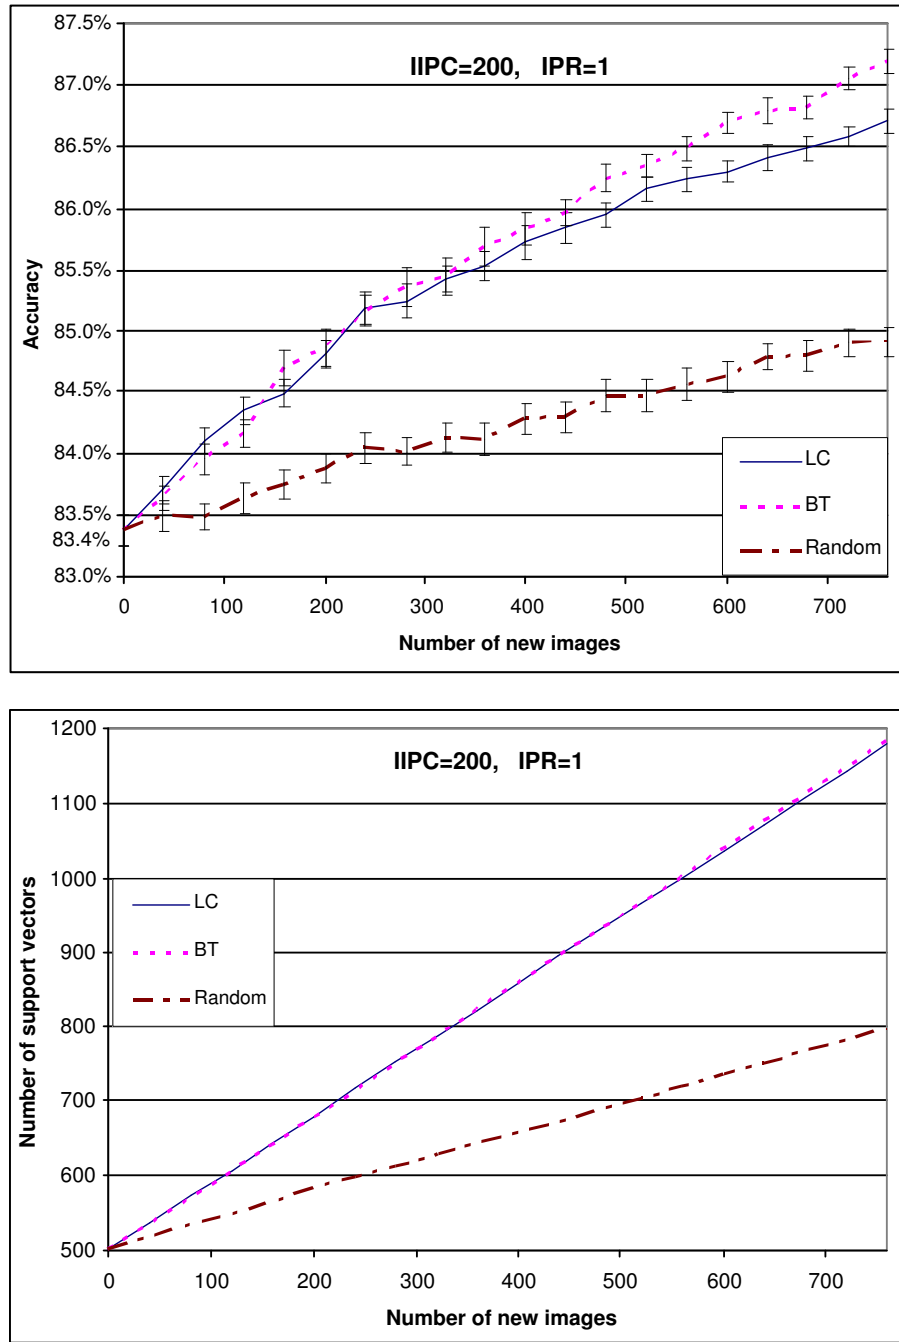 IIPC=200, IPR=1
87.5%
87.0%
86.5%
86.0%
85.5%
85.0%
84.5%
84.0%
83.5%
83.4%
83.0%
Accuracy
LC
BT
Random
0 100 200 300 400 500 600 700
Number of new images
IIPC=200, IPR=1
1200
1100
1000
900
800
700
600
500
Number of support vectors
LC
BT
Random
0 100 200 300 400 500 600 700
Number of new images